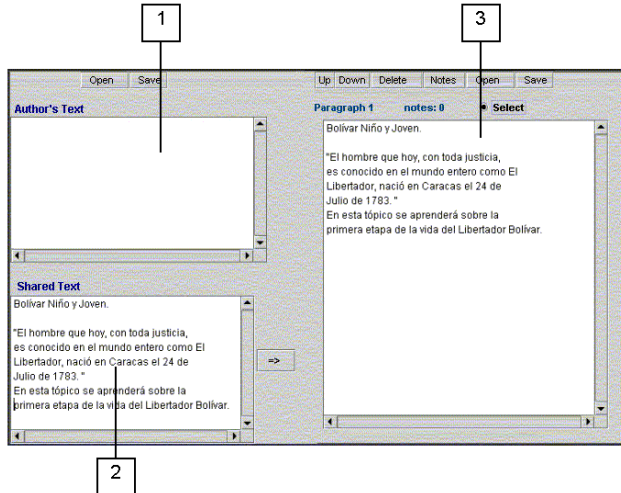 1
3
Open Save
Up Down Delete Notes Open Save
Author's Text
Paragraph 1 notes: 0 Select
Bolívar Niño y Joven.
"El hombre que hoy, con toda justicia,
es conocido en el mundo entero como El
Libertador, nació en Caracas el 24 de
Julio de 1783. "
En esta tópico se aprenderá sobre la
primera etapa de la vida del Libertador Bolívar.
Shared Text
Bolívar Niño y Joven.
"El hombre que hoy, con toda justicia,
es conocido en el mundo entero como El
Libertador, nació en Caracas el 24 de
Julio de 1783. "
En esta tópico se aprenderá sobre la
primera etapa de la vida del Libertador Bolívar.
=>
2